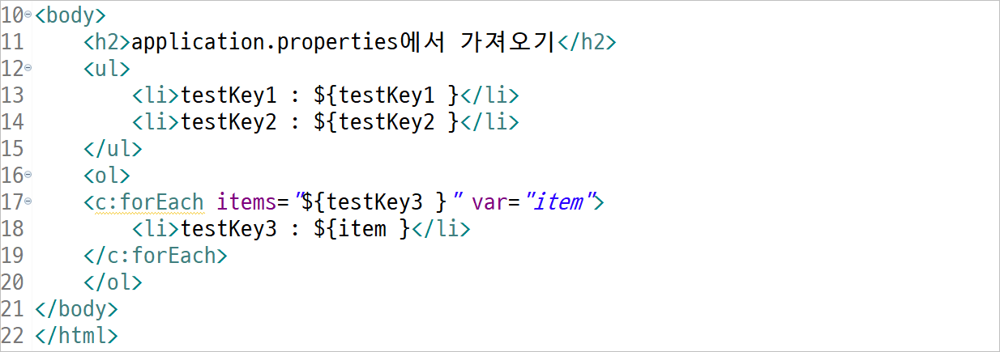 10 <body>
11     <h2>application.properties에서 가져오기</h2>
12     <ul>
13         <li>testKey1 : ${testKey1 }</li>
14         <li>testKey2 : ${testKey2 }</li>
15     </ul>
16     <ol>
17     <c:forEach items="${testKey3 }" var="item">
18         <li>testKey3 : ${item }</li>
19     </c:forEach>
20     </ol>
21 </body>
22 </html>